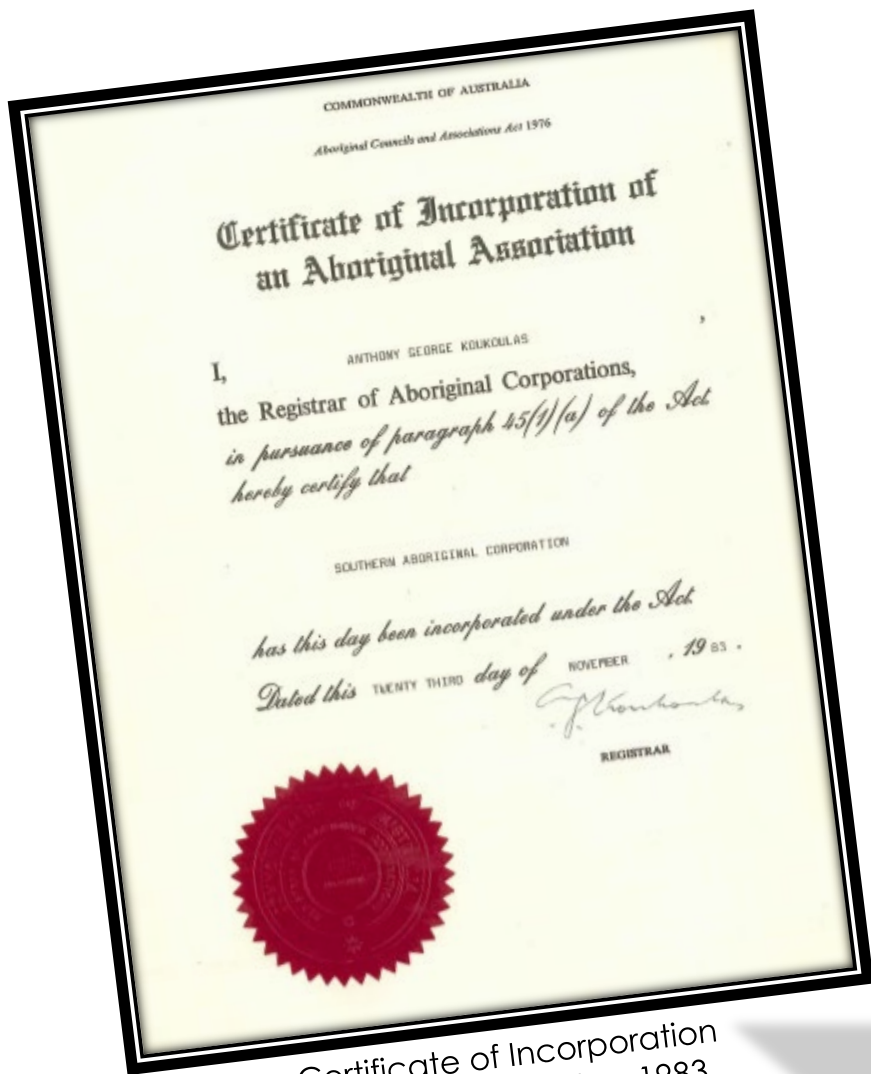 COMMONWEALTH OF AUSTRALIA
Aboriginal Councils and Associations Act 1976
Certificate of Incorporation of
an Aboriginal Association
I, ANTHONY GEORGE KOUKOULAS ,
the Registrar of Aboriginal Corporations,
in pursuance of paragraph 45(1)(a) of the Act
hereby certify that
SOUTHERN ABORIGINAL CORPORATION
has this day been incorporated under the Act.
Dated this TWENTY THIRD day of NOVEMBER , 19 83 .
REGISTRAR
Certificate of Incorporation
1983